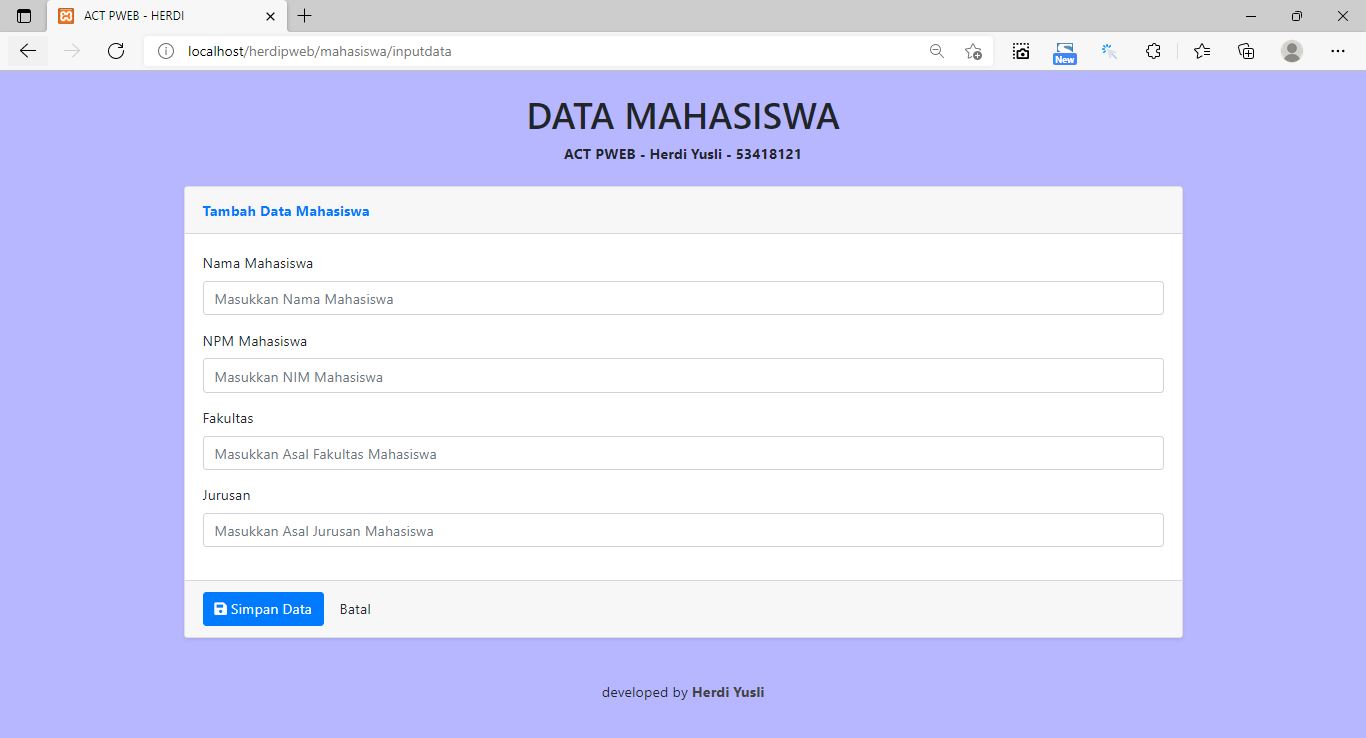 ACT PWEB - HERDI
localhost/herdipweb/mahasiswa/inputdata
New
DATA MAHASISWA
ACT PWEB - Herdi Yusli - 53418121
Tambah Data Mahasiswa
Nama Mahasiswa
Masukkan Nama Mahasiswa
NPM Mahasiswa
Masukkan NIM Mahasiswa
Fakultas
Masukkan Asal Fakultas Mahasiswa
Jurusan
Masukkan Asal Jurusan Mahasiswa
Simpan Data Batal
developed by Herdi Yusli